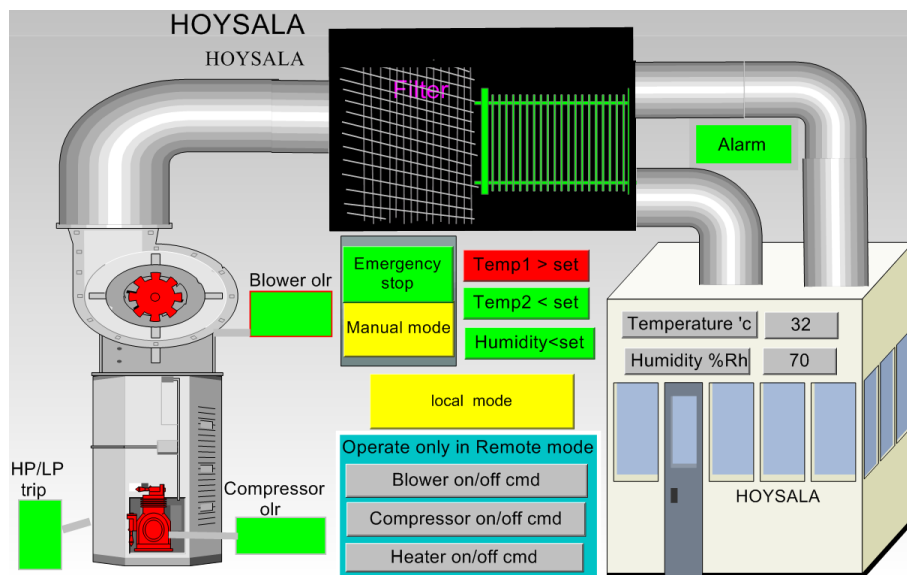 HOYSALA
HOYSALA
Filter
Alarm
Blower olr
Emergency
stop
Manual mode
Temp1 > set
Temp2 < set
Humidity<set
Temperature 'c
32
Humidity %Rh
70
local  mode
HP/LP
trip
Compressor
olr
Operate only in Remote mode
Blower on/off cmd
Compressor on/off cmd
Heater on/off cmd
HOYSALA